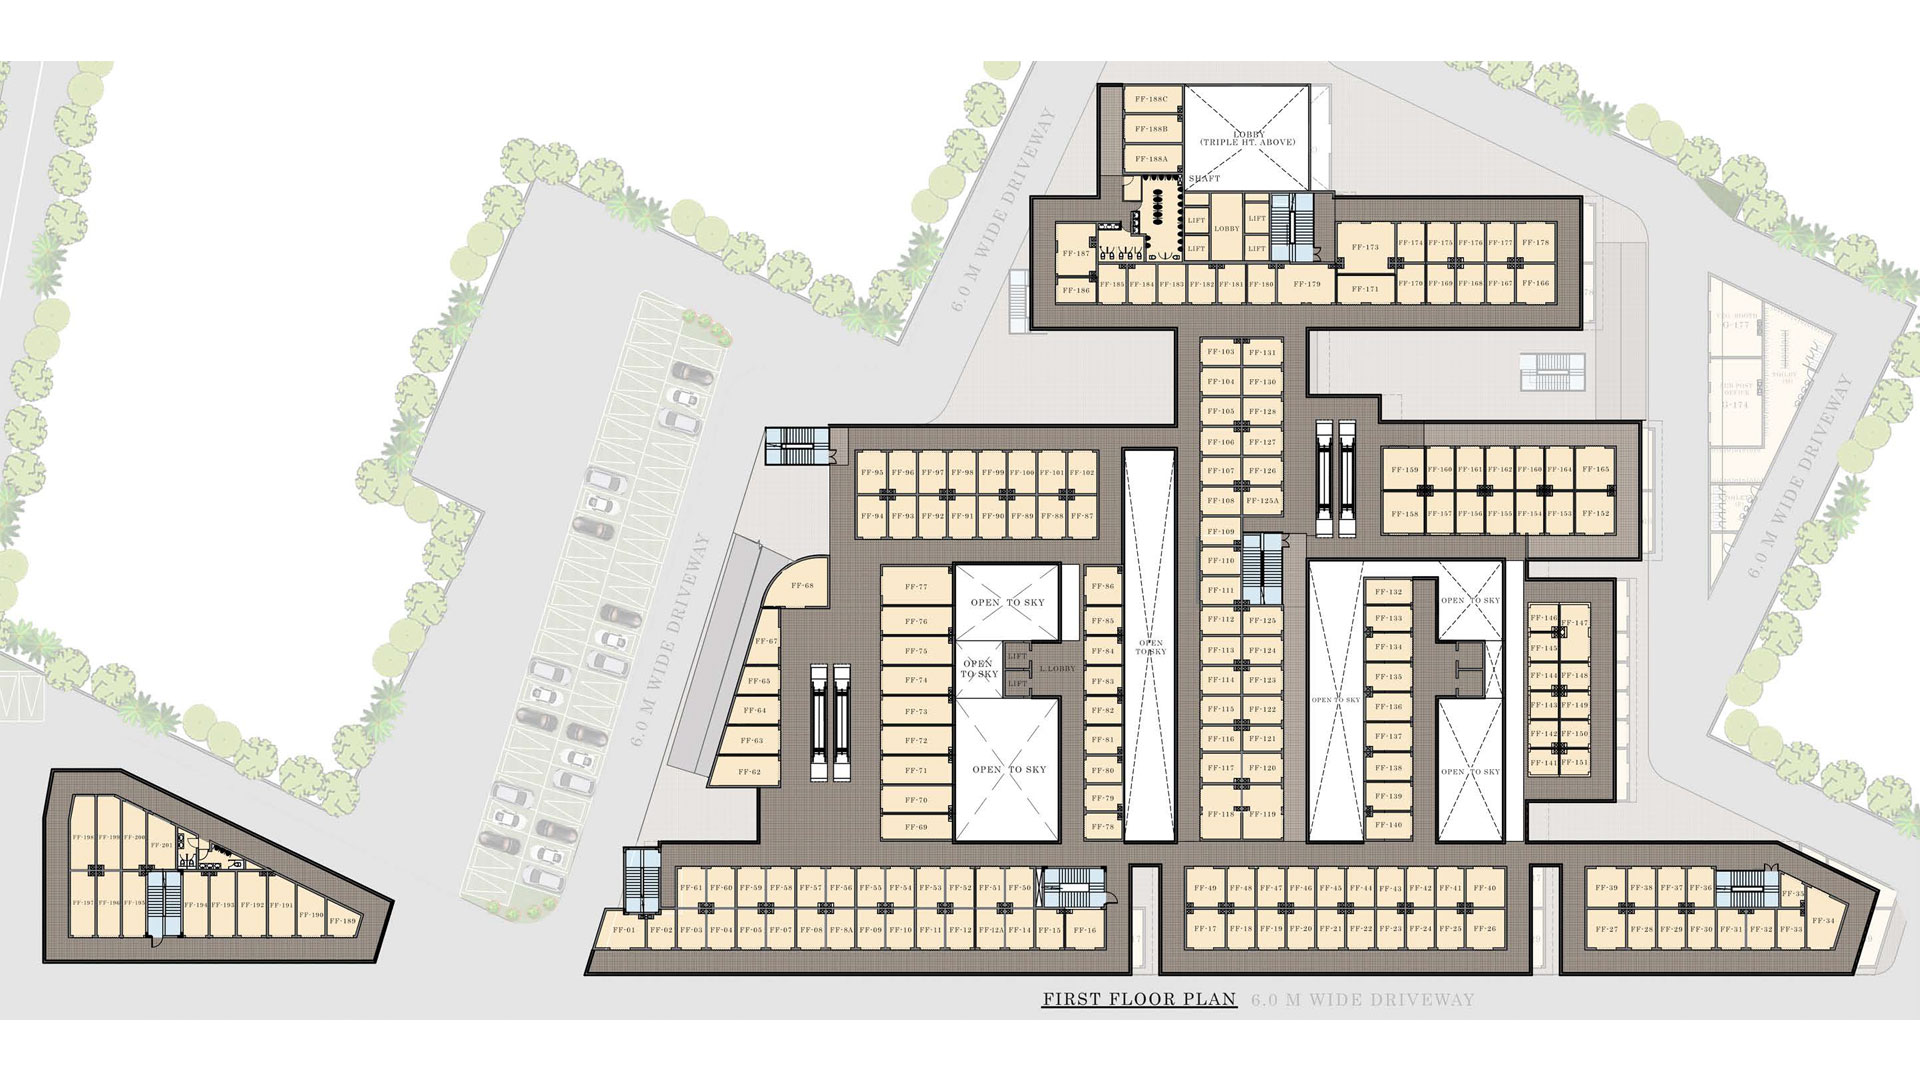 FF-188C
FF-188B
FF-188A
LOBBY
(TRIPLE HT. ABOVE)
SHAFT
LIFT
LIFT
LOBBY
LIFT
LIFT
FF-187
FF-186
FF-185
FF-184
FF-183
FF-182
FF-181
FF-180
FF-179
FF-173
FF-174
FF-175
FF-176
FF-177
FF-178
FF-171
FF-170
FF-169
FF-168
FF-167
FF-166
6.0 M WIDE DRIVEWAY
FF-103
FF-131
FF-104
FF-130
FF-105
FF-128
FF-106
FF-127
FF-107
FF-126
FF-108
FF-125A
FF-109
FF-110
FF-111
FF-112
FF-125
FF-113
FF-124
FF-114
FF-123
FF-115
FF-122
FF-116
FF-121
FF-117
FF-120
FF-118
FF-119
G-177
G-174
6.0 M WIDE DRIVEWAY
FF-95
FF-96
FF-97
FF-98
FF-99
FF-100
FF-101
FF-102
FF-94
FF-93
FF-92
FF-91
FF-90
FF-89
FF-88
FF-87
FF-159
FF-160
FF-161
FF-162
FF-160
FF-164
FF-165
FF-158
FF-157
FF-156
FF-155
FF-154
FF-153
FF-152
6.0 M WIDE DRIVEWAY
FF-68
FF-67
FF-65
FF-64
FF-63
FF-62
FF-77
FF-76
FF-75
FF-74
FF-73
FF-72
FF-71
FF-70
FF-69
OPEN TO SKY
OPEN
TO SKY
LIFT
LIFT
L.LOBBY
OPEN TO SKY
FF-86
FF-85
FF-84
FF-83
FF-82
FF-81
FF-80
FF-79
FF-78
OPEN
TO SKY
OPEN TO SKY
FF-132
FF-133
FF-134
FF-135
FF-136
FF-137
FF-138
FF-139
FF-140
OPEN TO SKY
OPEN TO SKY
FF-146
FF-147
FF-145
FF-144
FF-148
FF-143
FF-149
FF-142
FF-150
FF-141
FF-151
FF-198
FF-199
FF-200
FF-201
FF-197
FF-196
FF-195
FF-194
FF-193
FF-192
FF-191
FF-190
FF-189
FF-61
FF-60
FF-59
FF-58
FF-57
FF-56
FF-55
FF-54
FF-53
FF-52
FF-51
FF-50
FF-01
FF-02
FF-03
FF-04
FF-05
FF-07
FF-08
FF-8A
FF-09
FF-10
FF-11
FF-12
FF-12A
FF-14
FF-15
FF-16
FF-49
FF-48
FF-47
FF-46
FF-45
FF-44
FF-43
FF-42
FF-41
FF-40
FF-17
FF-18
FF-19
FF-20
FF-21
FF-22
FF-23
FF-24
FF-25
FF-26
FF-39
FF-38
FF-37
FF-36
FF-35
FF-34
FF-27
FF-28
FF-29
FF-30
FF-31
FF-32
FF-33
FIRST FLOOR PLAN 6.0 M WIDE DRIVEWAY